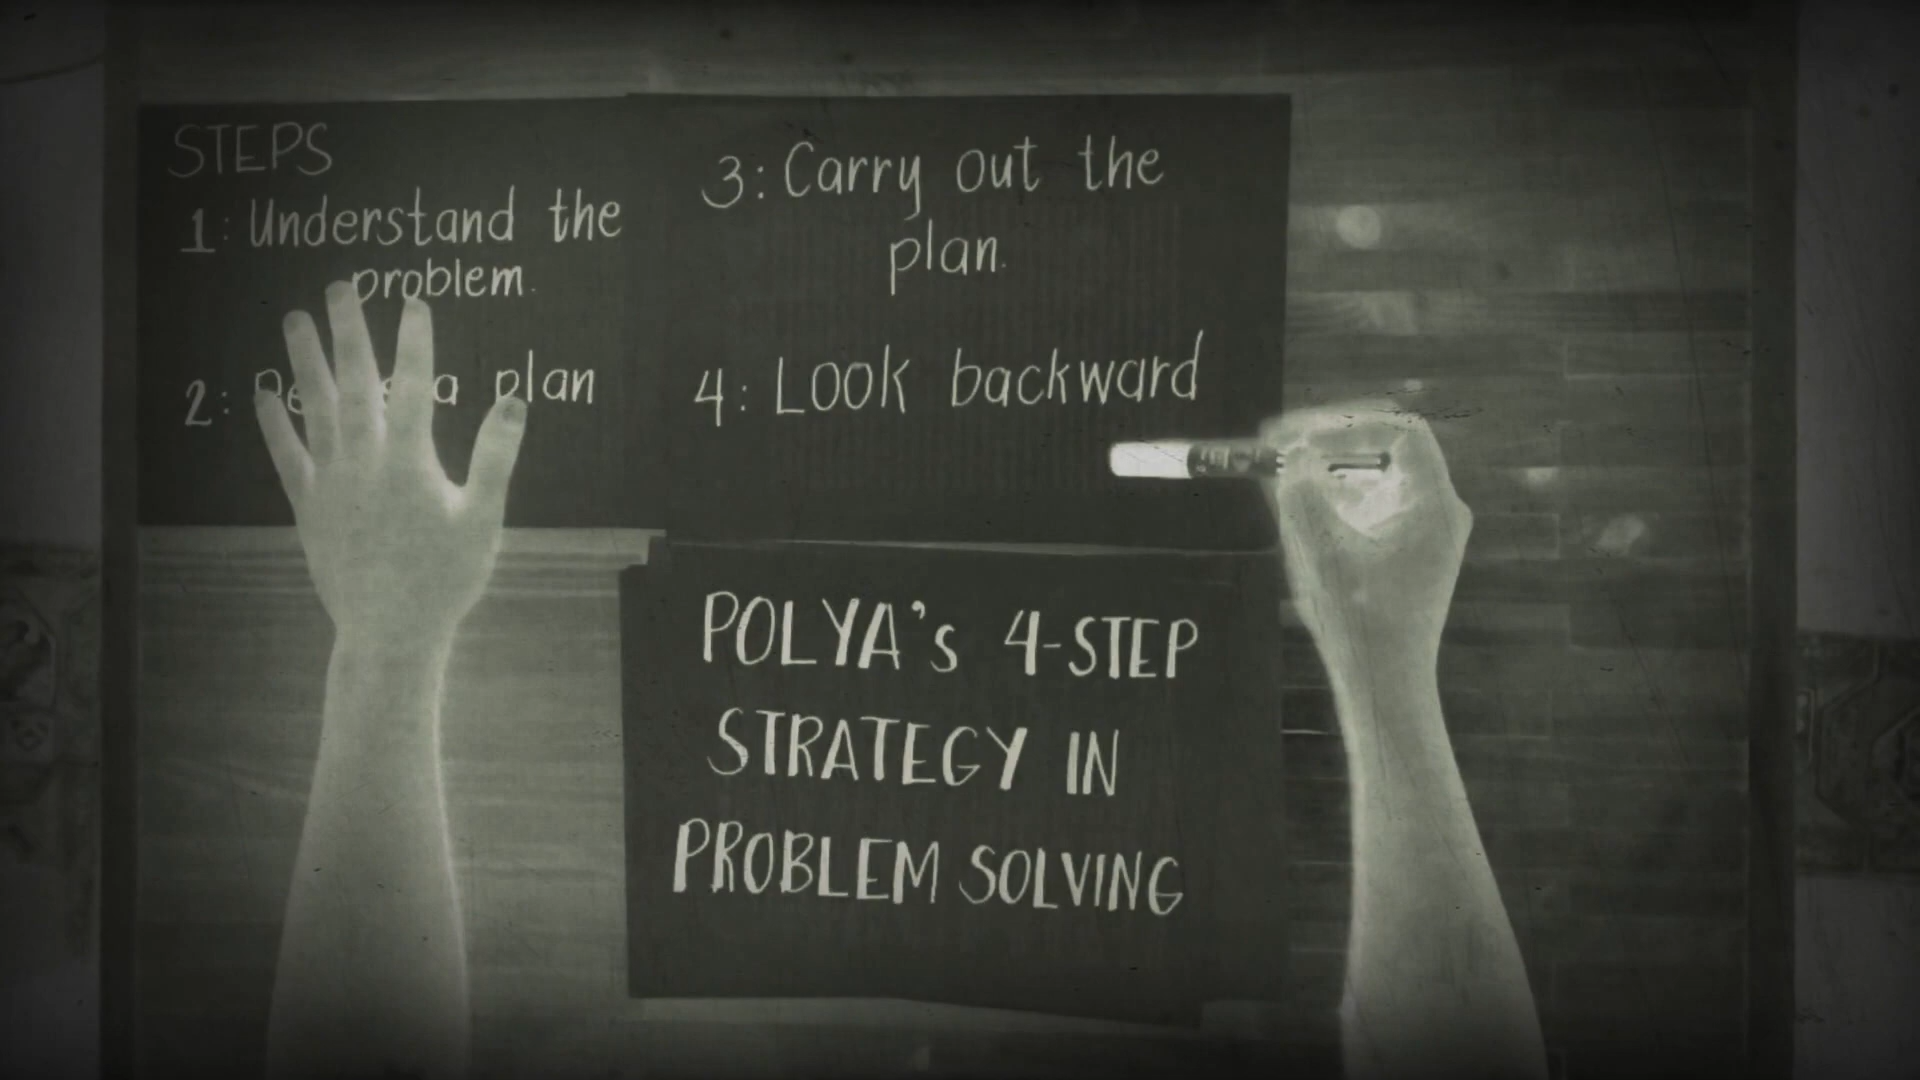 STEPS
1: Understand the
problem.
2: a plan
3: Carry out the
plan.
4: Look backward
POLYA's 4-STEP
STRATEGY IN
PROBLEM SOLVING